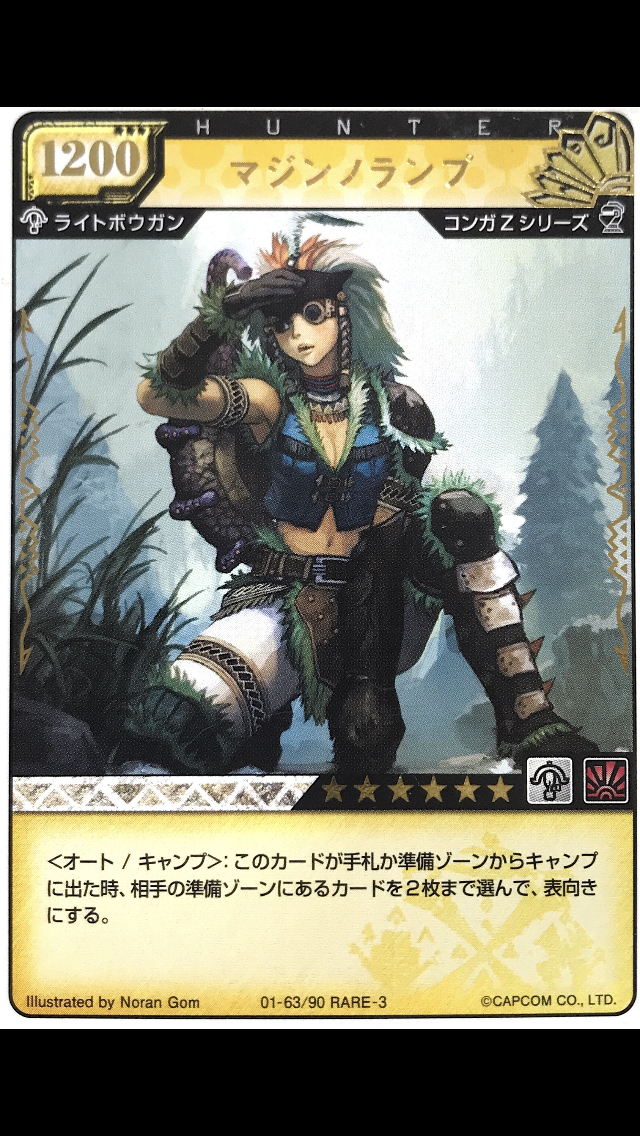 HUNTER
1200
マジンノランプ
ライトボウガン
コンガZシリーズ
<オート / キャンプ>:このカードが手札か準備ゾーンからキャンプ
に出た時、相手の準備ゾーンにあるカードを2枚まで選んで、表向き
にする。
Illustrated by Noran Gom
01-63/90 RARE-3
©CAPCOM CO., LTD.